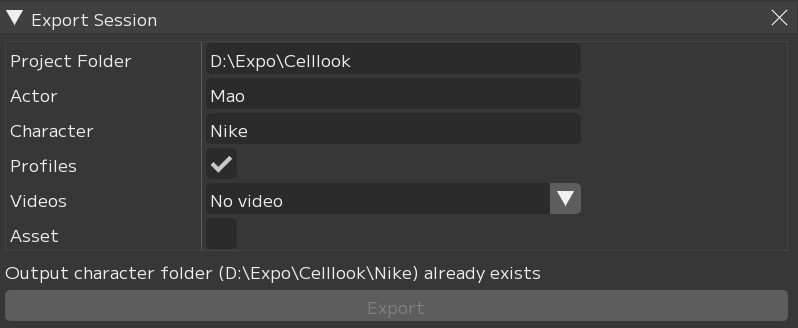 Export Session
Project Folder D:\Expo\Celllook
Actor Mao
Character Nike
Profiles
Videos No video
Asset
Output character folder (D:\Expo\Celllook\Nike) already exists
Export